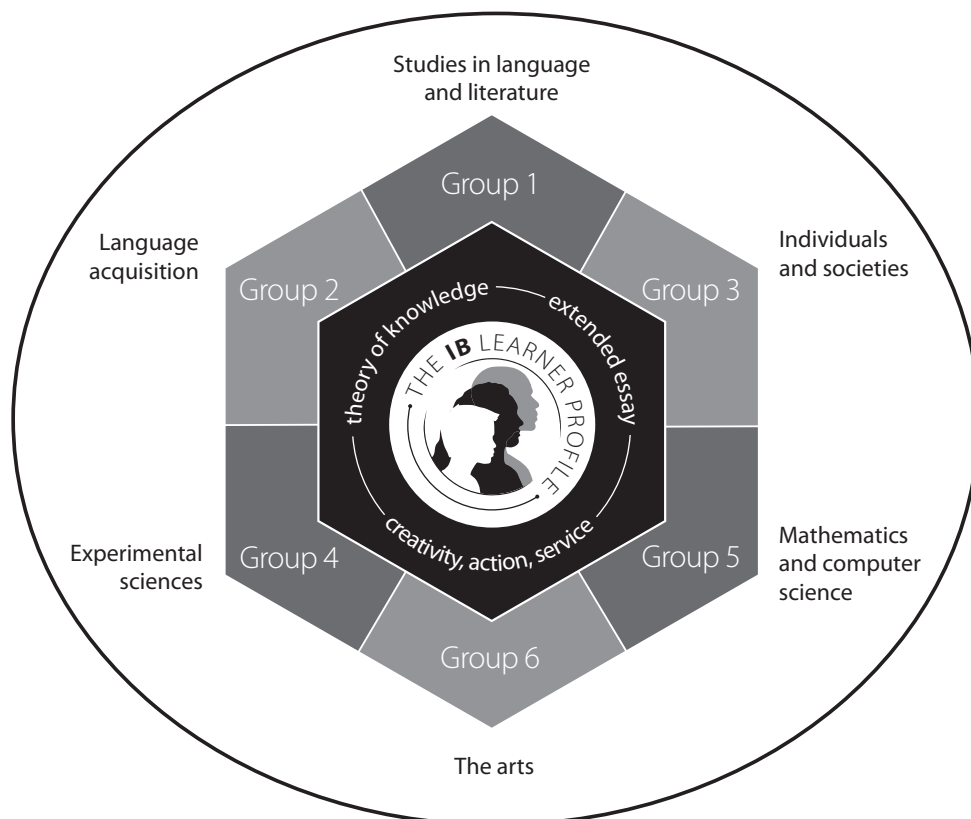 Studies in language
and literature
Group 1
Language
acquisition
Group 2
Individuals
and societies
Group 3
theory of knowledge
extended essay
THE IB LEARNER PROFILE
creativity, action, service
Experimental
sciences
Group 4
Mathematics
and computer
science
Group 5
Group 6
The arts